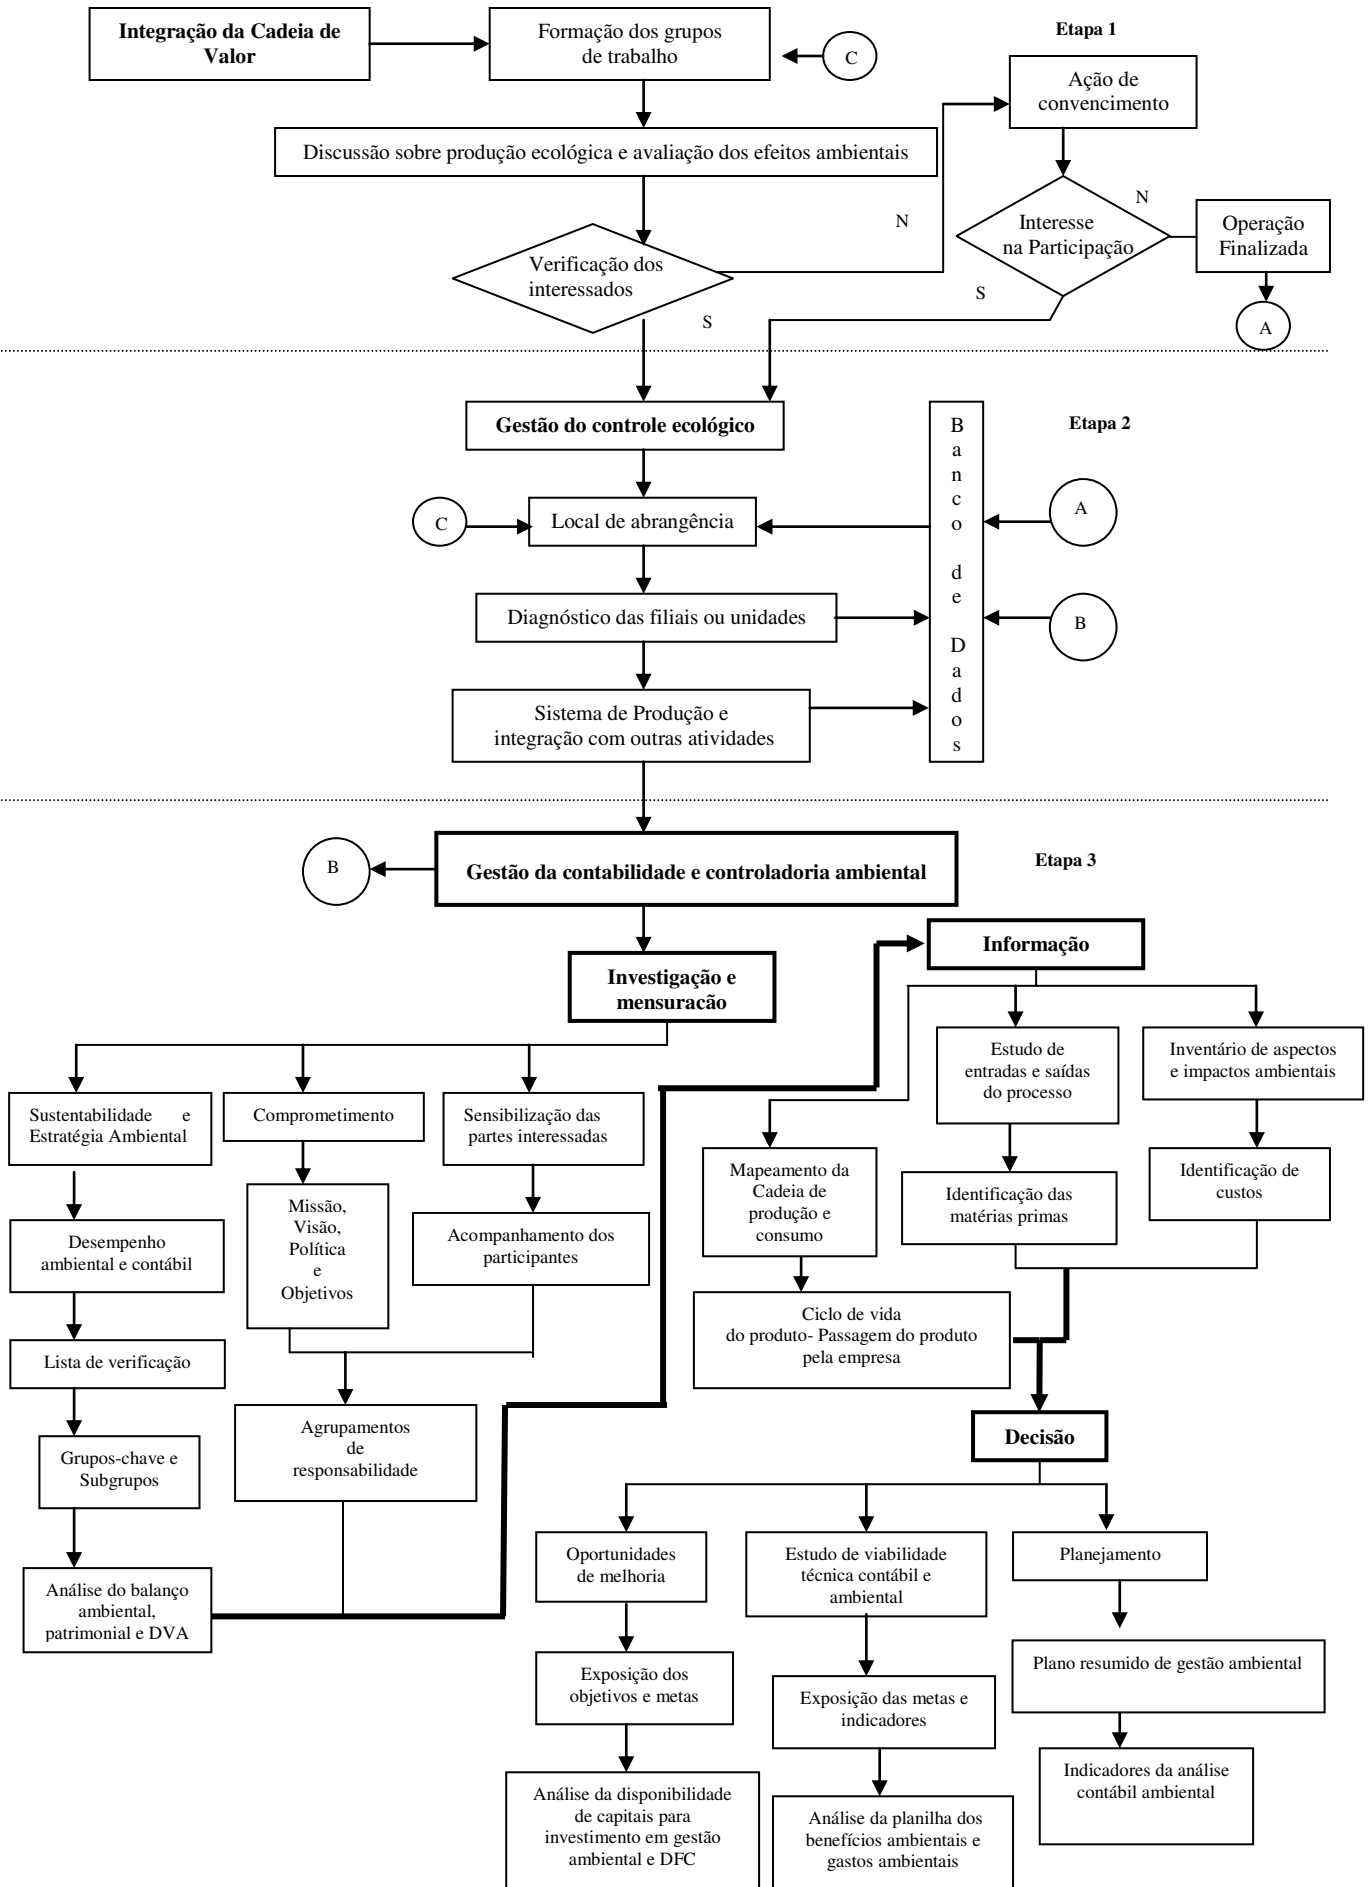 Integração da Cadeia de
Valor
Formação dos grupos
de trabalho
C
Etapa 1
Ação de
convencimento
Discussão sobre produção ecológica e avaliação dos efeitos ambientais
N
Interesse
na Participação
N
Operação
Finalizada
Verificação dos
interessados
S
S
A
Gestão do controle ecológico
Etapa 2
Banco de Dados
A
C
Local de abrangência
Diagnóstico das filiais ou unidades
B
Sistema de Produção e
integração com outras atividades
B
Gestão da contabilidade e controladoria ambiental
Etapa 3
Informação
Investigação e
mensuração
Estudo de
entradas e saídas
do processo
Inventário de aspectos
e impactos ambientais
Sustentabilidade e
Estratégia Ambiental
Comprometimento
Sensibilização das
partes interessadas
Mapeamento da
Cadeia de
produção e
consumo
Identificação das
matérias primas
Identificação de
custos
Missão,
Visão,
Política
e
Objetivos
Desempenho
ambiental e contábil
Acompanhamento dos
participantes
Ciclo de vida
do produto- Passagem do produto
pela empresa
Lista de verificação
Agrupamentos
de
responsabilidade
Decisão
Grupos-chave e
Subgrupos
Oportunidades
de melhoria
Estudo de viabilidade
técnica contábil e
ambiental
Planejamento
Análise do balanço
ambiental,
patrimonial e DVA
Exposição dos
objetivos e metas
Exposição das metas e
indicadores
Plano resumido de gestão ambiental
Análise da disponibilidade
de capitais para
investimento em gestão
ambiental e DFC
Análise da planilha dos
benefícios ambientais e
gastos ambientais
Indicadores da análise
contábil ambiental